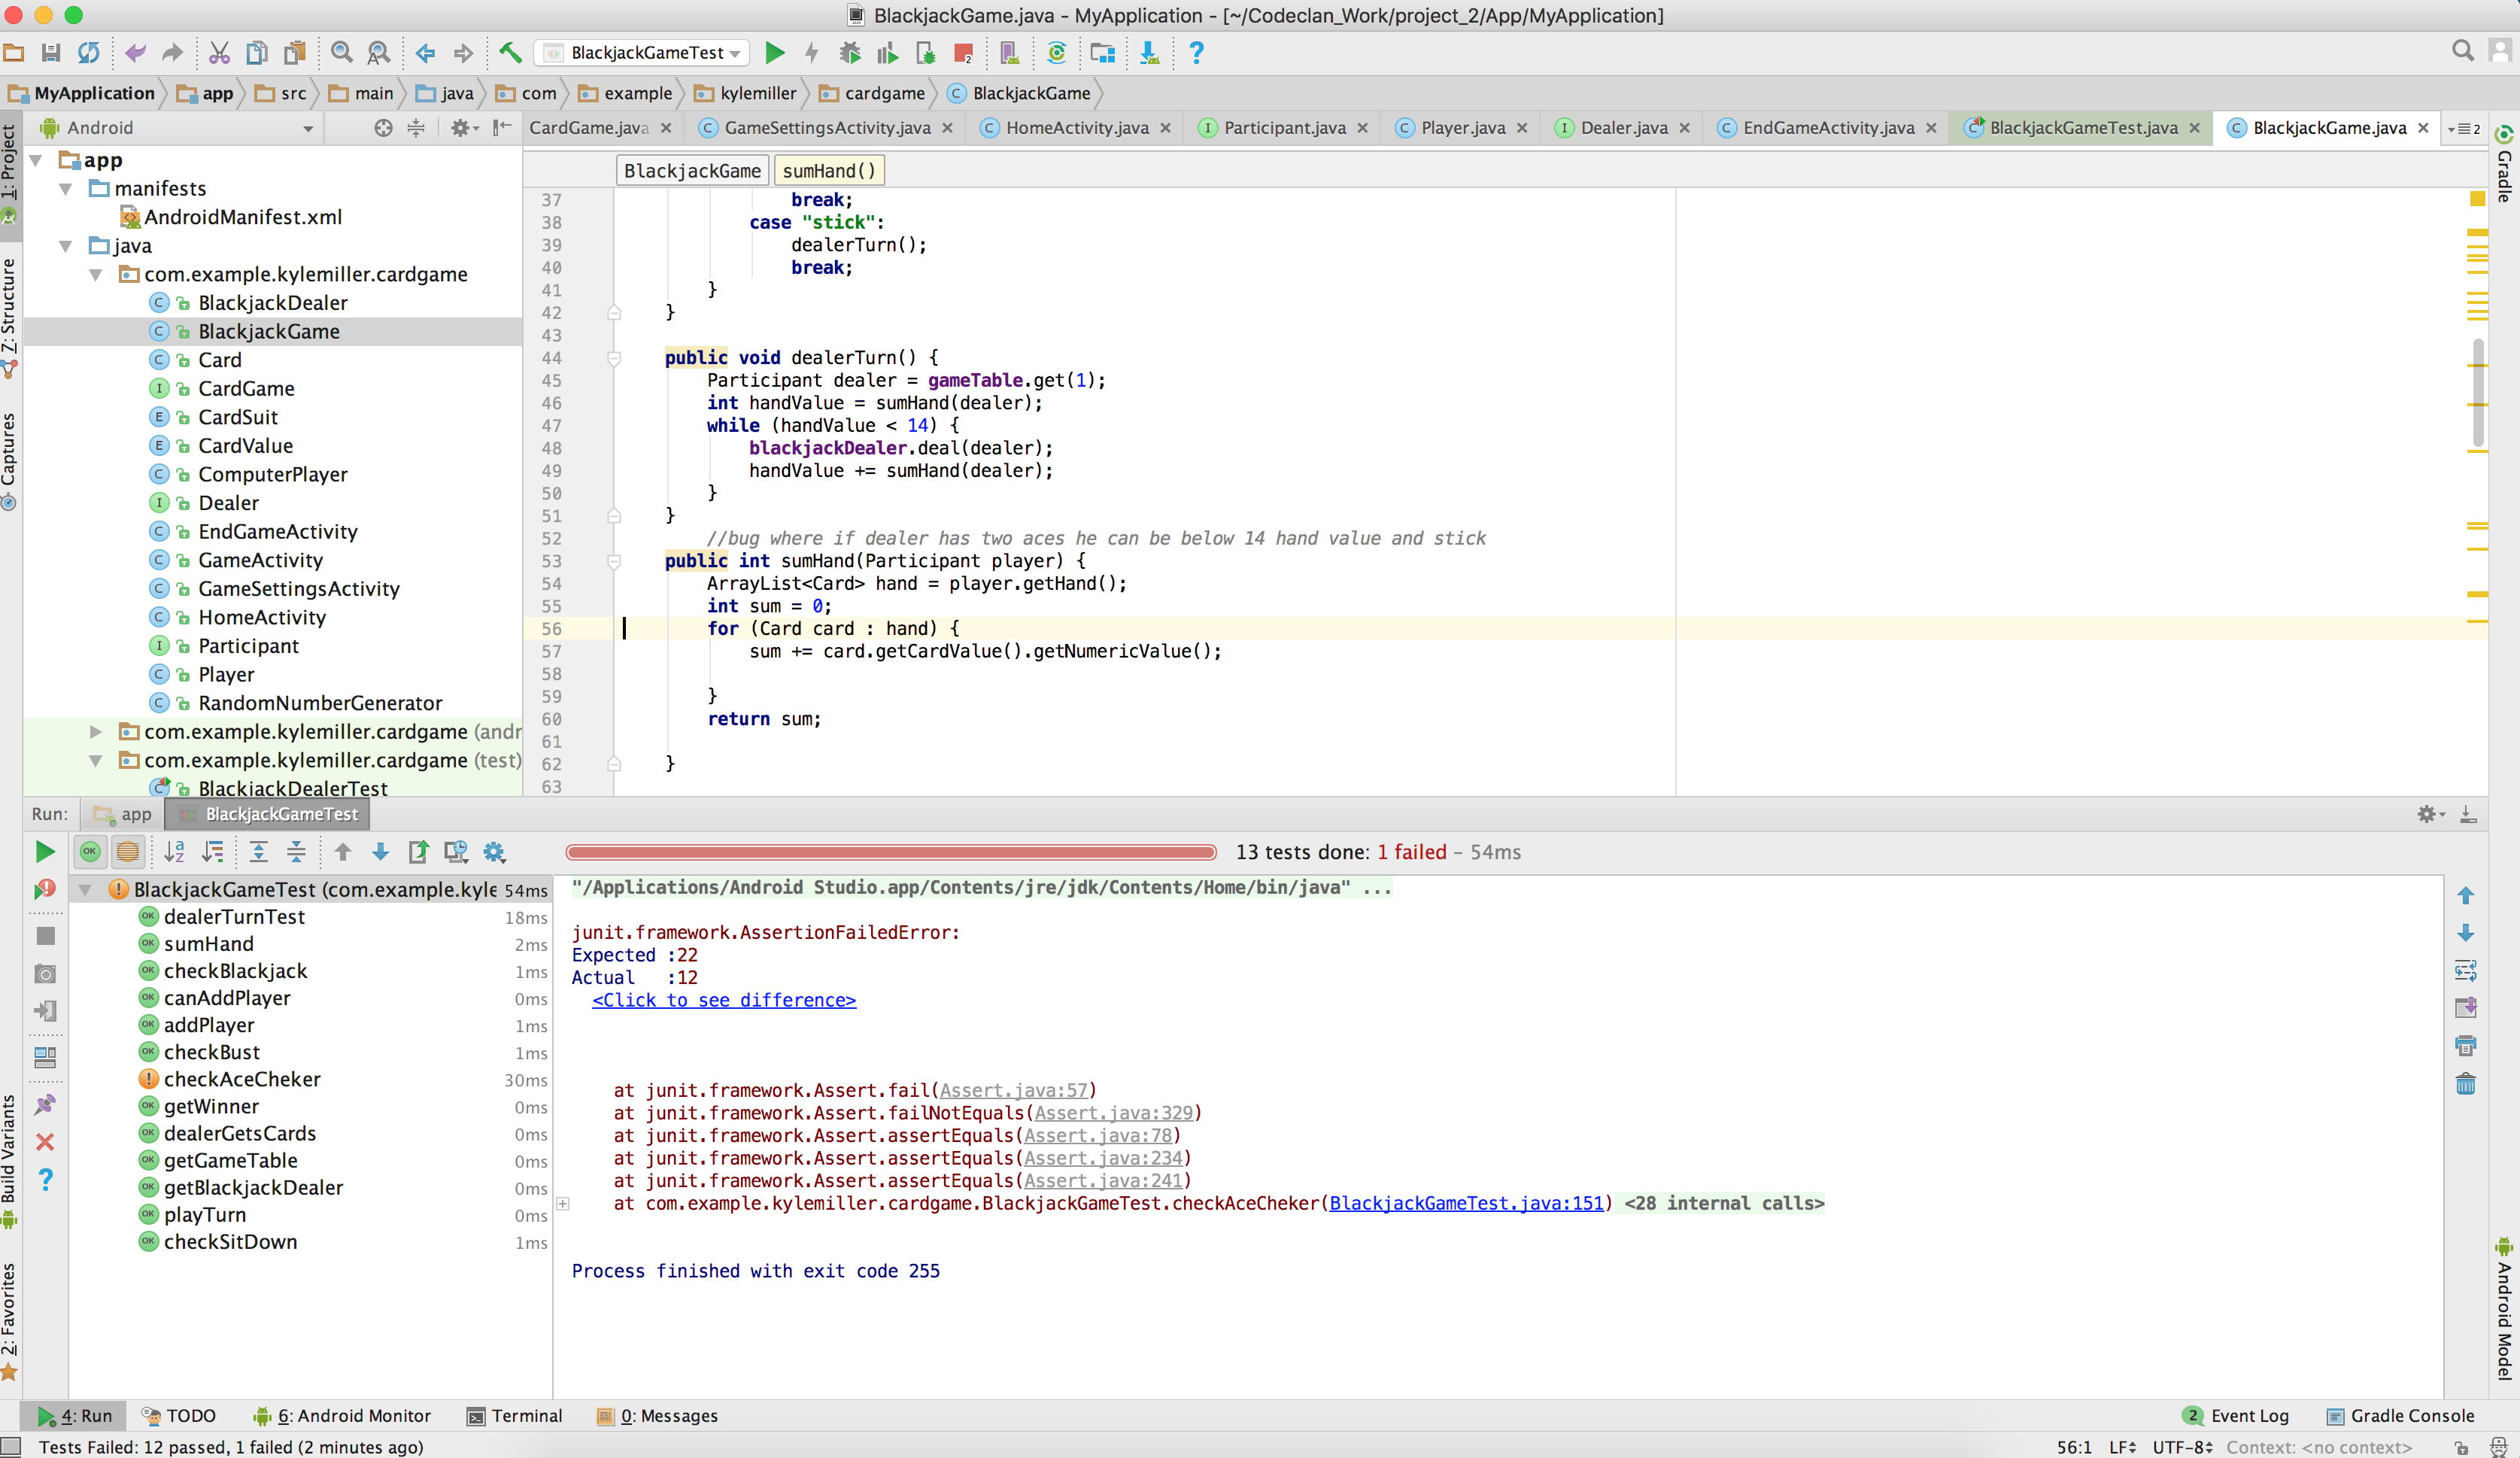 BlackjackGame.java - MyApplication - [~/Codeclan_Work/project_2/App/MyApplication]
BlackjackGameTest
MyApplication app src main java com example kylemiller cardgame BlackjackGame
1: Project
Z: Structure
Captures
Build Variants
2: Favorites
Android
CardGame.java GameSettingsActivity.java HomeActivity.java Participant.java Player.java Dealer.java EndGameActivity.java BlackjackGameTest.java BlackjackGame.java 2
Gradle
Android Model
app
manifests
AndroidManifest.xml
java
com.example.kylemiller.cardgame
BlackjackDealer
BlackjackGame
Card
CardGame
CardSuit
CardValue
ComputerPlayer
Dealer
EndGameActivity
GameActivity
GameSettingsActivity
HomeActivity
Participant
Player
RandomNumberGenerator
com.example.kylemiller.cardgame (andr
com.example.kylemiller.cardgame (test)
BlackjackDealerTest
BlackjackGame sumHand()
37 break;
38 case "stick":
39 dealerTurn();
40 break;
41 }
42 }
43
44 public void dealerTurn() {
45 Participant dealer = gameTable.get(1);
46 int handValue = sumHand(dealer);
47 while (handValue < 14) {
48 blackjackDealer.deal(dealer);
49 handValue += sumHand(dealer);
50 }
51 }
52 //bug where if dealer has two aces he can be below 14 hand value and stick
53 public int sumHand(Participant player) {
54 ArrayList<Card> hand = player.getHand();
55 int sum = 0;
56 for (Card card : hand) {
57 sum += card.getCardValue().getNumericValue();
58
59 }
60 return sum;
61
62 }
63
Run: app BlackjackGameTest
13 tests done: 1 failed – 54ms
BlackjackGameTest (com.example.kyle 54ms
dealerTurnTest 18ms
sumHand 2ms
checkBlackjack 1ms
canAddPlayer 0ms
addPlayer 1ms
checkBust 1ms
checkAceCheker 30ms
getWinner 0ms
dealerGetsCards 0ms
getGameTable 0ms
getBlackjackDealer 0ms
playTurn 0ms
checkSitDown 1ms
"/Applications/Android Studio.app/Contents/jre/jdk/Contents/Home/bin/java" ...
junit.framework.AssertionFailedError:
Expected :22
Actual :12
<Click to see difference>
at junit.framework.Assert.fail(Assert.java:57)
at junit.framework.Assert.failNotEquals(Assert.java:329)
at junit.framework.Assert.assertEquals(Assert.java:78)
at junit.framework.Assert.assertEquals(Assert.java:234)
at junit.framework.Assert.assertEquals(Assert.java:241)
at com.example.kylemiller.cardgame.BlackjackGameTest.checkAceCheker(BlackjackGameTest.java:151) <28 internal calls>
Process finished with exit code 255
4: Run TODO 6: Android Monitor Terminal 0: Messages 2 Event Log Gradle Console
Tests Failed: 12 passed, 1 failed (2 minutes ago) 56:1 LF UTF-8 Context: <no context>